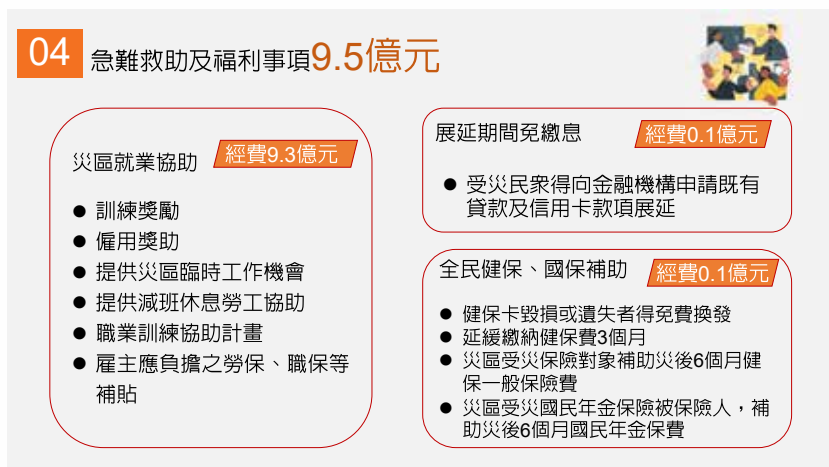 04 急難救助及福利事項9.5億元
災區就業協助 經費9.3億元
● 訓練獎勵
● 僱用獎助
● 提供災區臨時工作機會
● 提供減班休息勞工協助
● 職業訓練協助計畫
● 雇主應負擔之勞保、職保等
補貼
展延期間免繳息 經費0.1億元
● 受災民眾得向金融機構申請既有
貸款及信用卡款項展延
全民健保、國保補助 經費0.1億元
● 健保卡毀損或遺失者得免費換發
● 延緩繳納健保費3個月
● 災區受災保險對象補助災後6個月健
保一般保險費
● 災區受災國民年金保險被保險人，補
助災後6個月國民年金保費